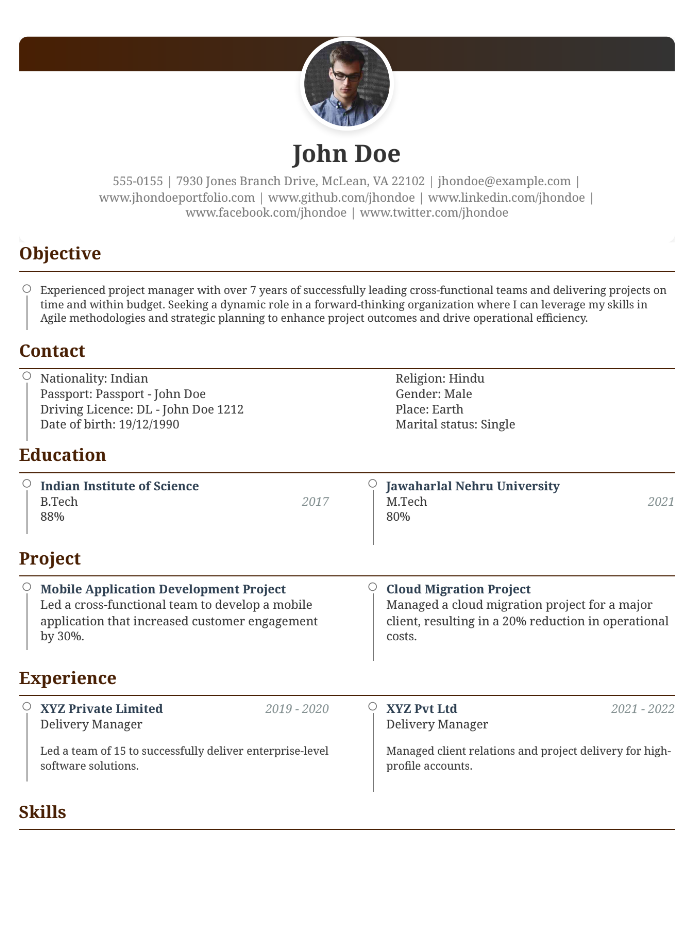 John Doe
555-0155 | 7930 Jones Branch Drive, McLean, VA 22102 | jhondoe@example.com |
www.jhondoeportfolio.com | www.github.com/jhondoe | www.linkedin.com/jhondoe |
www.facebook.com/jhondoe | www.twitter.com/jhondoe
Objective
Experienced project manager with over 7 years of successfully leading cross-functional teams and delivering projects on
time and within budget. Seeking a dynamic role in a forward-thinking organization where I can leverage my skills in
Agile methodologies and strategic planning to enhance project outcomes and drive operational efficiency.
Contact
Nationality: Indian
Passport: Passport - John Doe
Driving Licence: DL - John Doe 1212
Date of birth: 19/12/1990
Religion: Hindu
Gender: Male
Place: Earth
Marital status: Single
Education
Indian Institute of Science
B.Tech 2017
88%
Jawaharlal Nehru University
M.Tech 2021
80%
Project
Mobile Application Development Project
Led a cross-functional team to develop a mobile
application that increased customer engagement
by 30%.
Cloud Migration Project
Managed a cloud migration project for a major
client, resulting in a 20% reduction in operational
costs.
Experience
XYZ Private Limited 2019 - 2020
Delivery Manager
Led a team of 15 to successfully deliver enterprise-level
software solutions.
XYZ Pvt Ltd 2021 - 2022
Delivery Manager
Managed client relations and project delivery for high-
profile accounts.
Skills